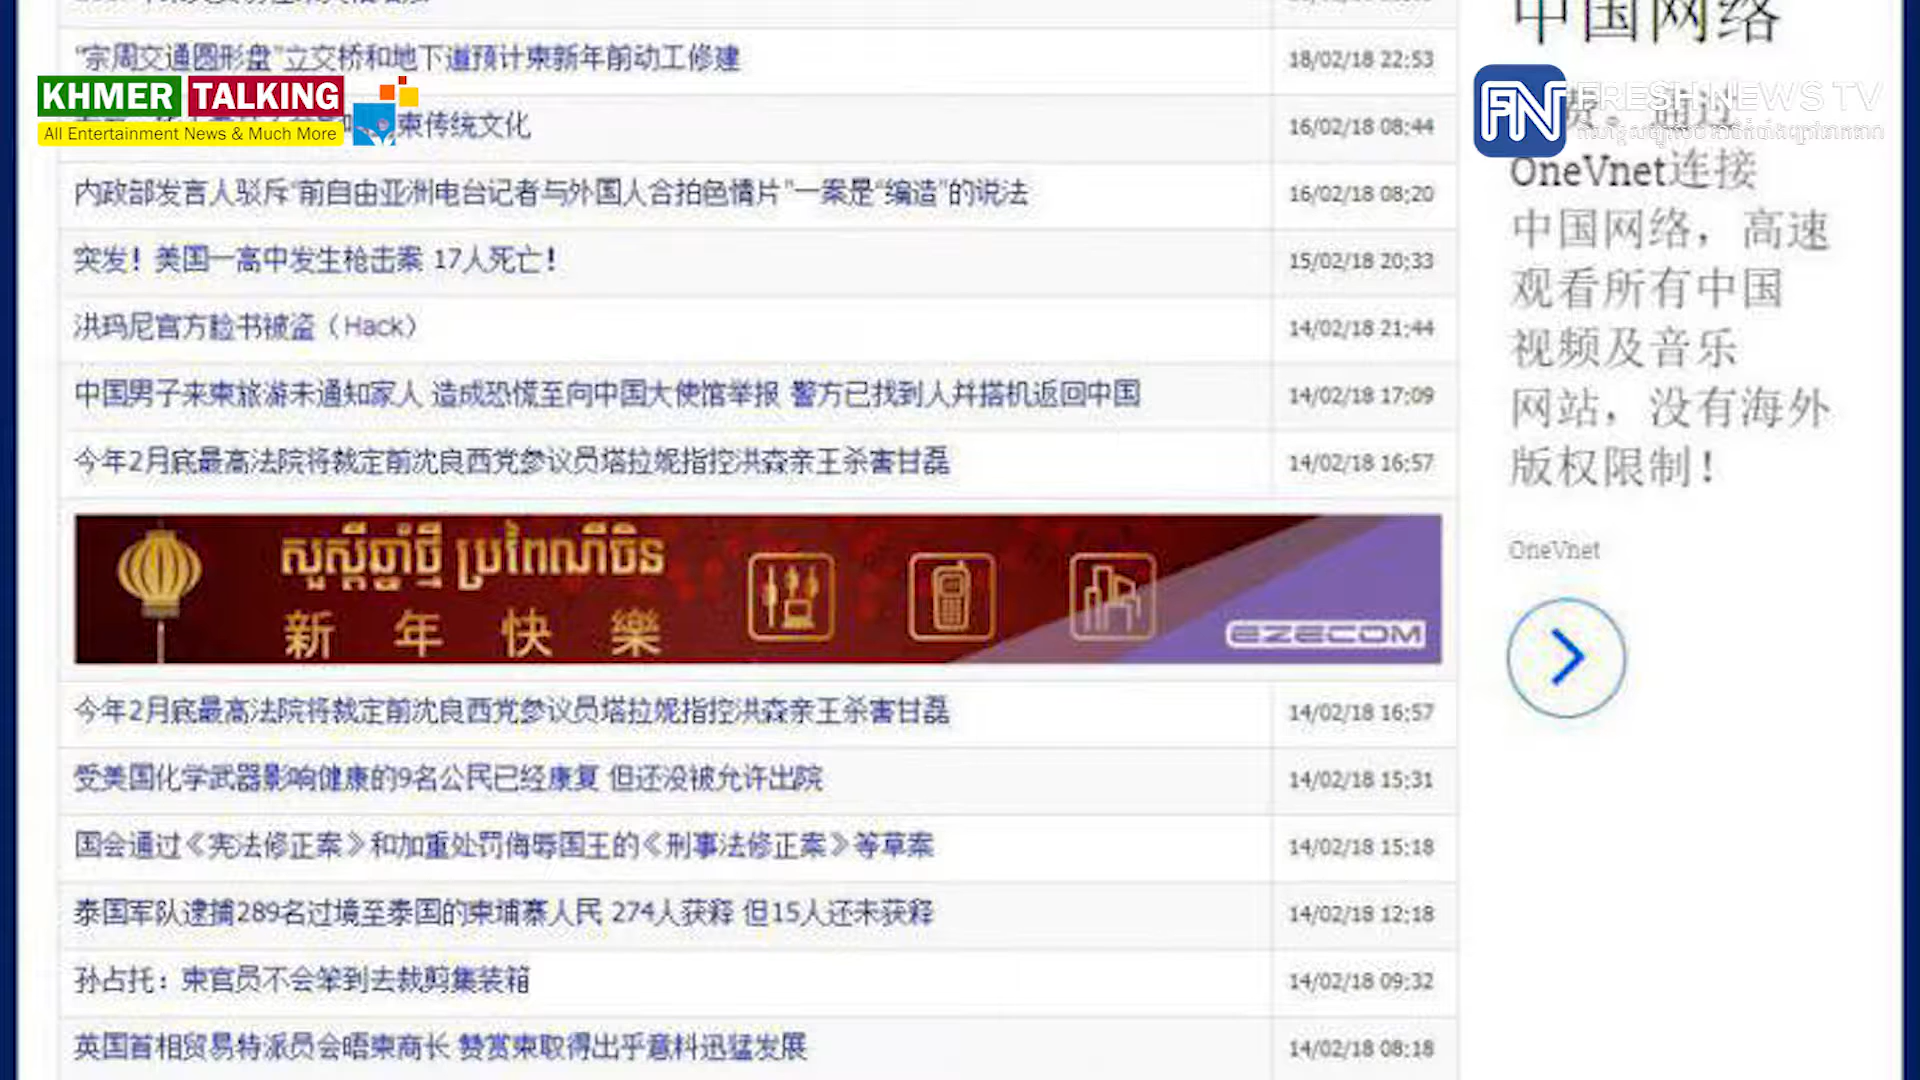 “宗周交通圆形盘”立交桥和地下道预计柬新年前动工修建
18/02/18 22:53
KHMER TALKING
All Entertainment News & Much More
柬传统文化
16/02/18 08:44
内政部发言人驳斥“前自由亚洲电台记者与外国人合拍色情片”一案是“编造”的说法
16/02/18 08:20
突发！美国一高中发生枪击案 17人死亡！
15/02/18 20:33
洪玛尼官方脸书被盗（Hack）
14/02/18 21:44
中国男子来柬旅游未通知家人 造成恐慌至向中国大使馆举报 警方已找到人并搭机返回中国
14/02/18 17:09
今年2月底最高法院将裁定前沈良西党参议员塔拉妮指控洪森亲王杀害甘磊
14/02/18 16:57
សួស្តីឆ្នាំថ្មី ប្រពៃណីចិន
新年快樂
EZECOM
今年2月底最高法院将裁定前沈良西党参议员塔拉妮指控洪森亲王杀害甘磊
14/02/18 16:57
受美国化学武器影响健康的9名公民已经康复 但还没被允许出院
14/02/18 15:31
国会通过《宪法修正案》和加重处罚侮辱国王的《刑事法修正案》等草案
14/02/18 15:18
泰国军队逮捕289名过境至泰国的柬埔寨人民 274人获释 但15人还未获释
14/02/18 12:18
孙占托：柬官员不会笨到去裁剪集装箱
14/02/18 09:32
英国首相贸易特派员会晤柬商长 赞赏柬取得出乎意料迅猛发展
14/02/18 08:18
中国网络
FN FRESH NEWS TV
费。通过
OneVnet连接
中国网络，高速
观看所有中国
视频及音乐
网站，没有海外
版权限制！
OneVnet